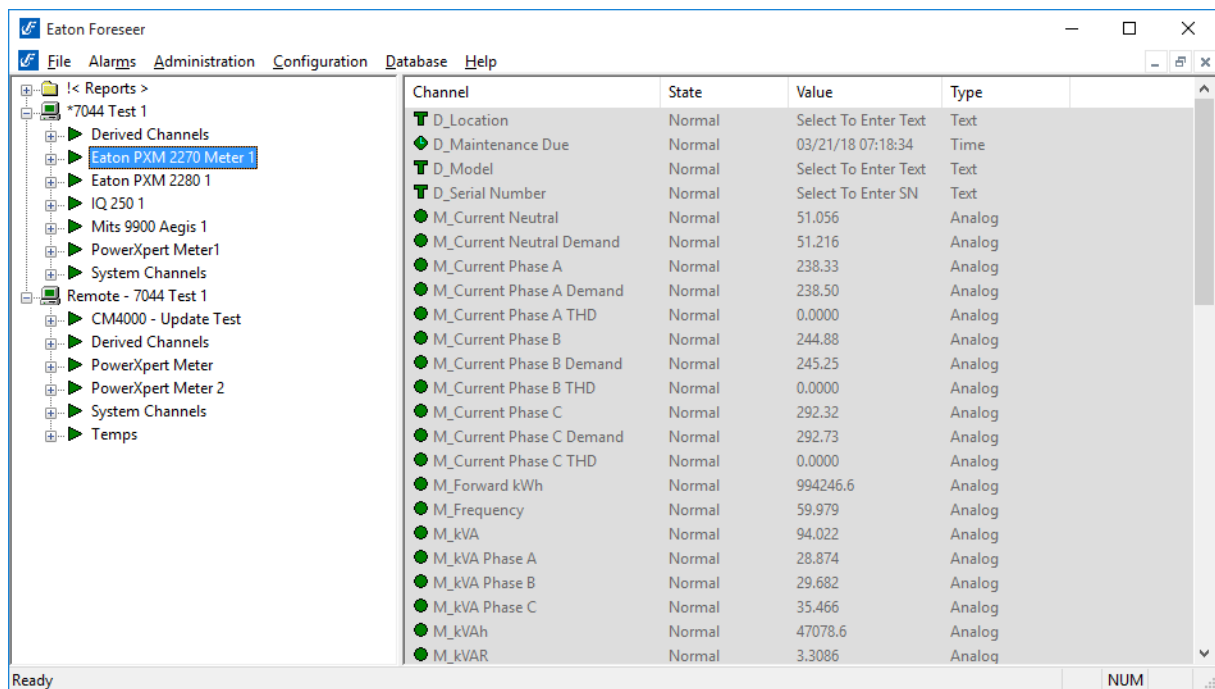 Eaton Foreseer
File Alarms Administration Configuration Database Help
!< Reports >
*7044 Test 1
Derived Channels
Eaton PXM 2270 Meter 1
Eaton PXM 2280 1
IQ 250 1
Mits 9900 Aegis 1
PowerXpert Meter1
System Channels
Remote - 7044 Test 1
CM4000 - Update Test
Derived Channels
PowerXpert Meter
PowerXpert Meter 2
System Channels
Temps
Channel State Value Type
D_Location Normal Select To Enter Text Text
D_Maintenance Due Normal 03/21/18 07:18:34 Time
D_Model Normal Select To Enter Text Text
D_Serial Number Normal Select To Enter SN Text
M_Current Neutral Normal 51.056 Analog
M_Current Neutral Demand Normal 51.216 Analog
M_Current Phase A Normal 238.33 Analog
M_Current Phase A Demand Normal 238.50 Analog
M_Current Phase A THD Normal 0.0000 Analog
M_Current Phase B Normal 244.88 Analog
M_Current Phase B Demand Normal 245.25 Analog
M_Current Phase B THD Normal 0.0000 Analog
M_Current Phase C Normal 292.32 Analog
M_Current Phase C Demand Normal 292.73 Analog
M_Current Phase C THD Normal 0.0000 Analog
M_Forward kWh Normal 994246.6 Analog
M_Frequency Normal 59.979 Analog
M_kVA Normal 94.022 Analog
M_kVA Phase A Normal 28.874 Analog
M_kVA Phase B Normal 29.682 Analog
M_kVA Phase C Normal 35.466 Analog
M_kVAh Normal 47078.6 Analog
M_kVAR Normal 3.3086 Analog
Ready NUM